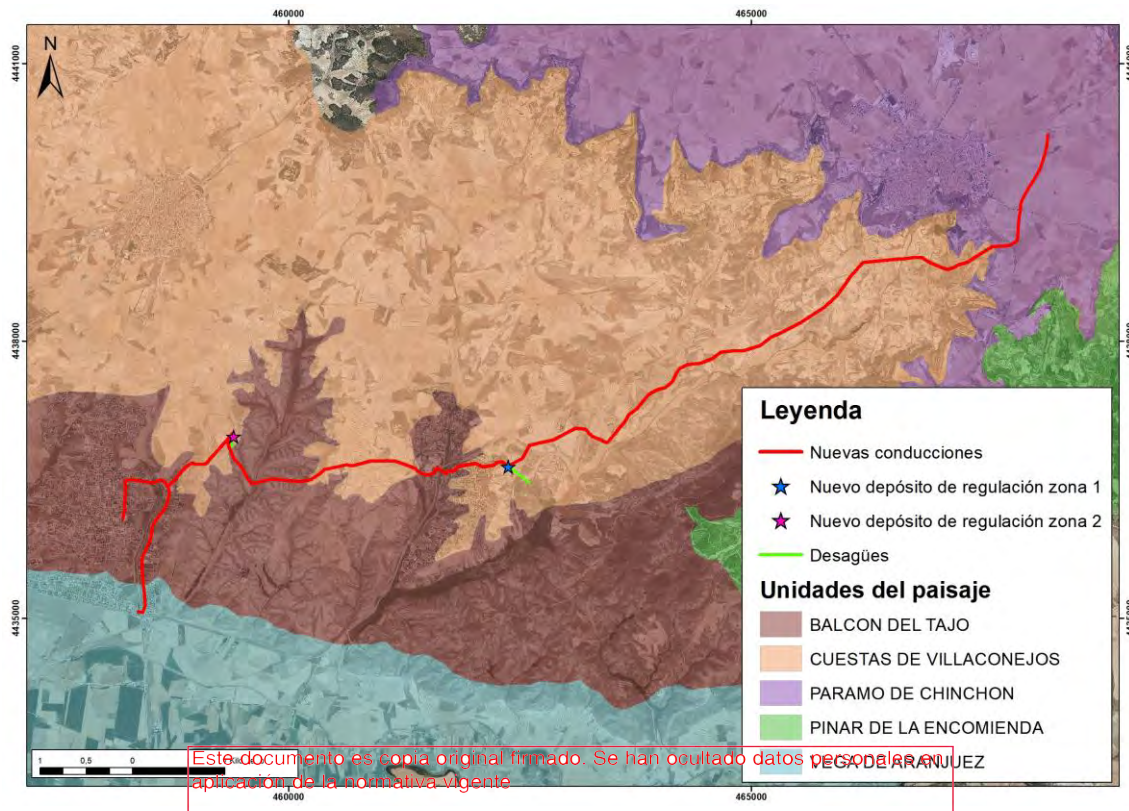 460000
465000
N
4441000
4441000
4438000
4438000
Leyenda
Nuevas conducciones
Nuevo depósito de regulación zona 1
Nuevo depósito de regulación zona 2
Desagües
Unidades del paisaje
BALCON DEL TAJO
CUESTAS DE VILLACONEJOS
PARAMO DE CHINCHON
PINAR DE LA ENCOMIENDA
VEGA DE ARANJUEZ
4435000
4435000
1 0.5 0
Este documento es copia original firmado. Se han ocultado datos personales en
aplicación de la normativa vigente
460000
465000